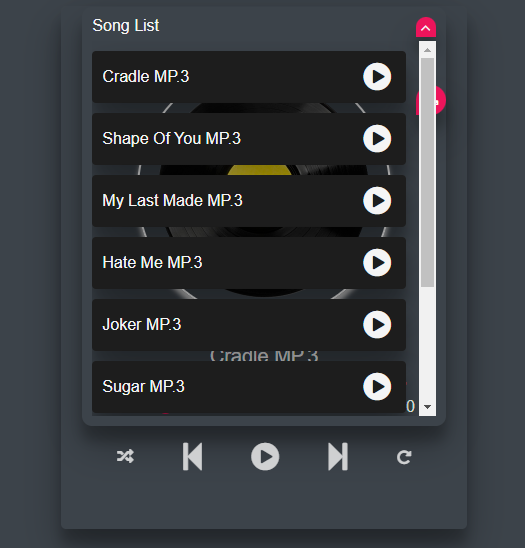 Song List
Cradle MP.3
Shape Of You MP.3
My Last Made MP.3
Hate Me MP.3
Joker MP.3
Cradle MP.3
Sugar MP.3
0